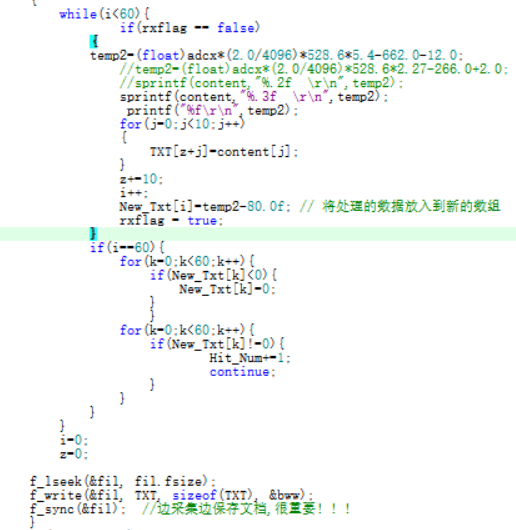 {
while(i<60){
if(rxflag == false)
{
temp2=(float)adcx*(2.0/4096)*528.6*5.4-662.0-12.0;
//temp2=(float)adcx*(2.0/4096)*528.6*2.27-266.0+2.0;
//sprintf(content,"%.2f  \r\n",temp2);
sprintf(content,"%.3f  \r\n",temp2);
printf("%f\r\n",temp2);
for(j=0;j<10;j++)
{
TXT[z+j]=content[j];
}
z+=10;
i++;
New_Txt[i]=temp2-80.0f; // 将处理的数据放入到新的数组
rxflag = true;
}
if(i==60){
for(k=0;k<60;k++){
if(New_Txt[k]<0){
New_Txt[k]=0;
}
}
for(k=0;k<60;k++){
if(New_Txt[k]!=0){
Hit_Num+=1;
continue;
}
}
}
}
i=0;
z=0;
f_lseek(&fil, fil.fsize);
f_write(&fil, TXT, sizeof(TXT), &bww);
f_sync(&fil);  //边采集边保存文档,很重要！！！
}